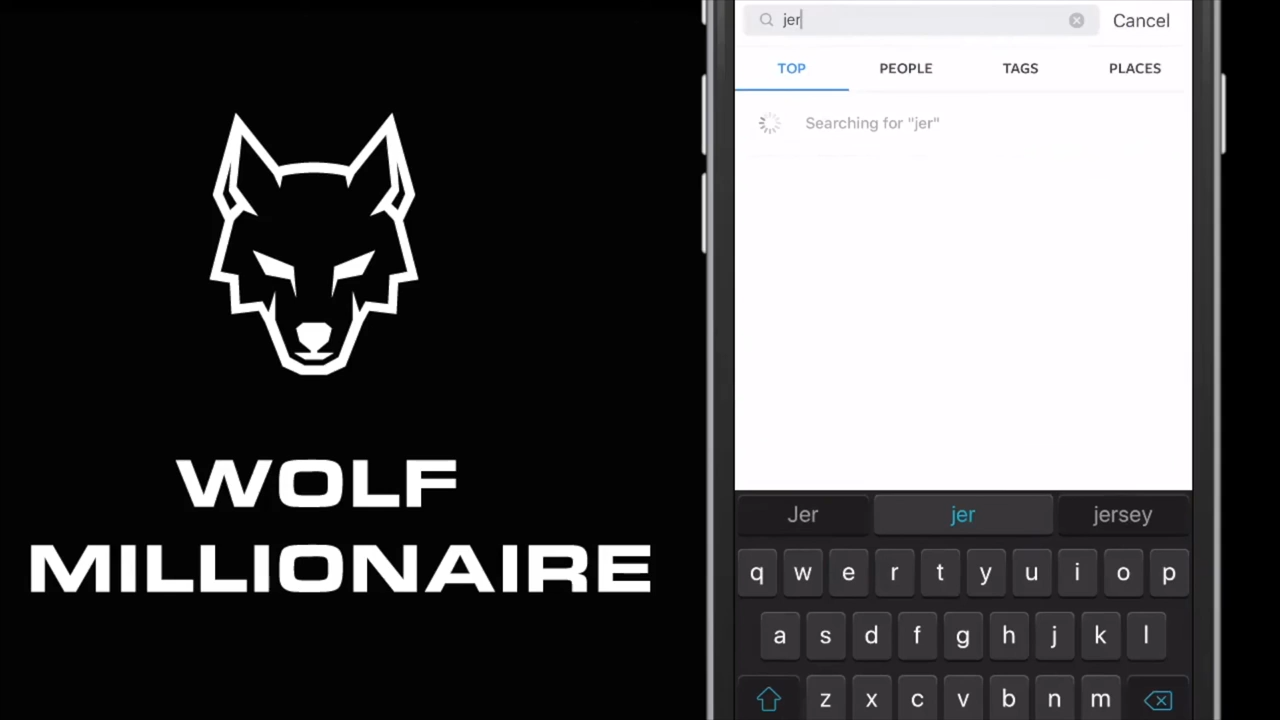 WOLF
MILLIONAIRE
jer
Cancel
TOP
PEOPLE
TAGS
PLACES
Searching for "jer"
Jer
jer
jersey
q w e r t y u i o p
a s d f g h j k l
z x c v b n m